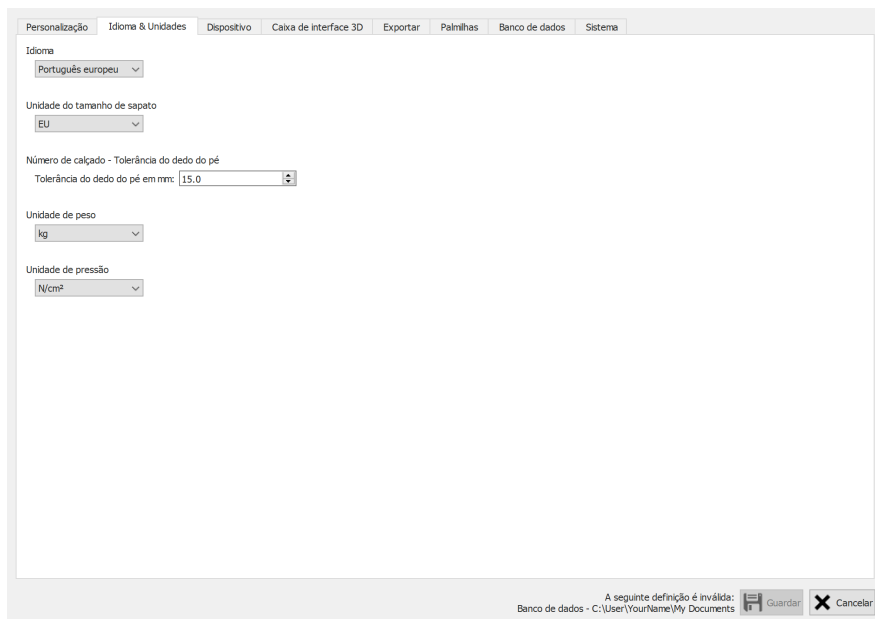 Personalização Idioma & Unidades Dispositivo Caixa de interface 3D Exportar Palmilhas Banco de dados Sistema
Idioma
Português europeu
Unidade do tamanho de sapato
EU
Número de calçado - Tolerância do dedo do pé
Tolerância do dedo do pé em mm: 15.0
Unidade de peso
kg
Unidade de pressão
N/cm²
A seguinte definição é inválida:
Banco de dados - C:\User\YourName\My Documents
Guardar Cancelar